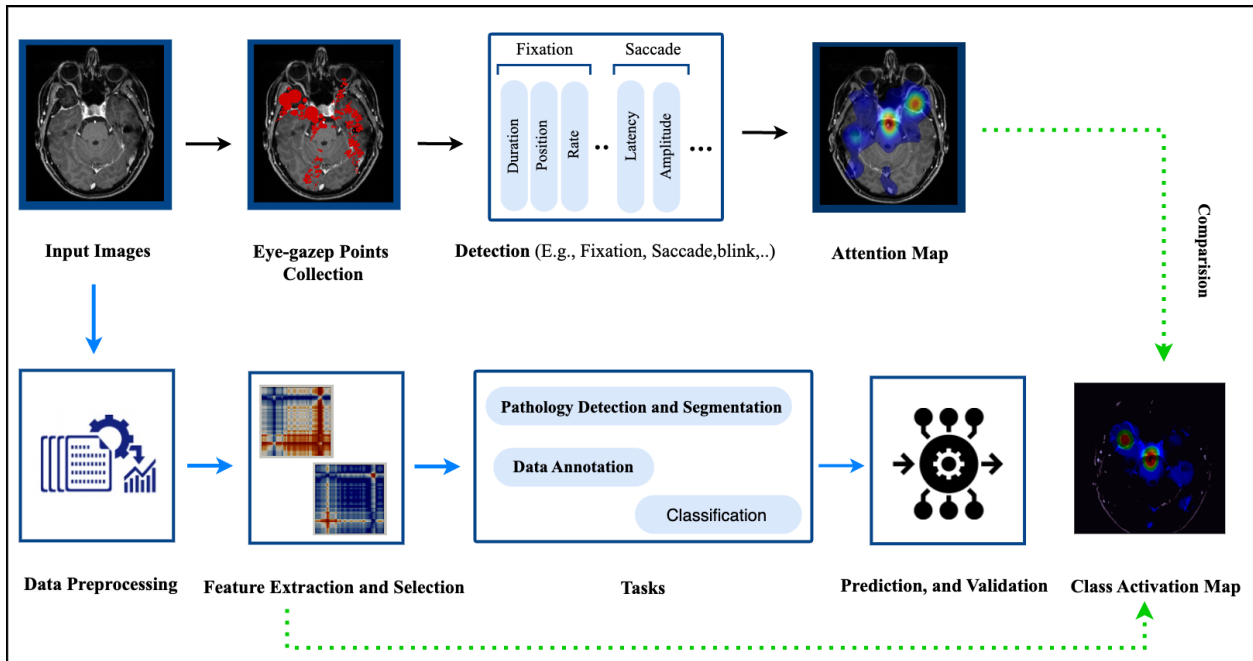 Fixation
Saccade
Duration
Position
Rate
..
Latency
Amplitude
...
Input Images
Eye-gazep Points
Collection
Detection (E.g., Fixation, Saccade,blink,..)
Attention Map
Comparision
Pathology Detection and Segmentation
Data Annotation
Classification
Data Preprocessing
Feature Extraction and Selection
Tasks
Prediction, and Validation
Class Activation Map